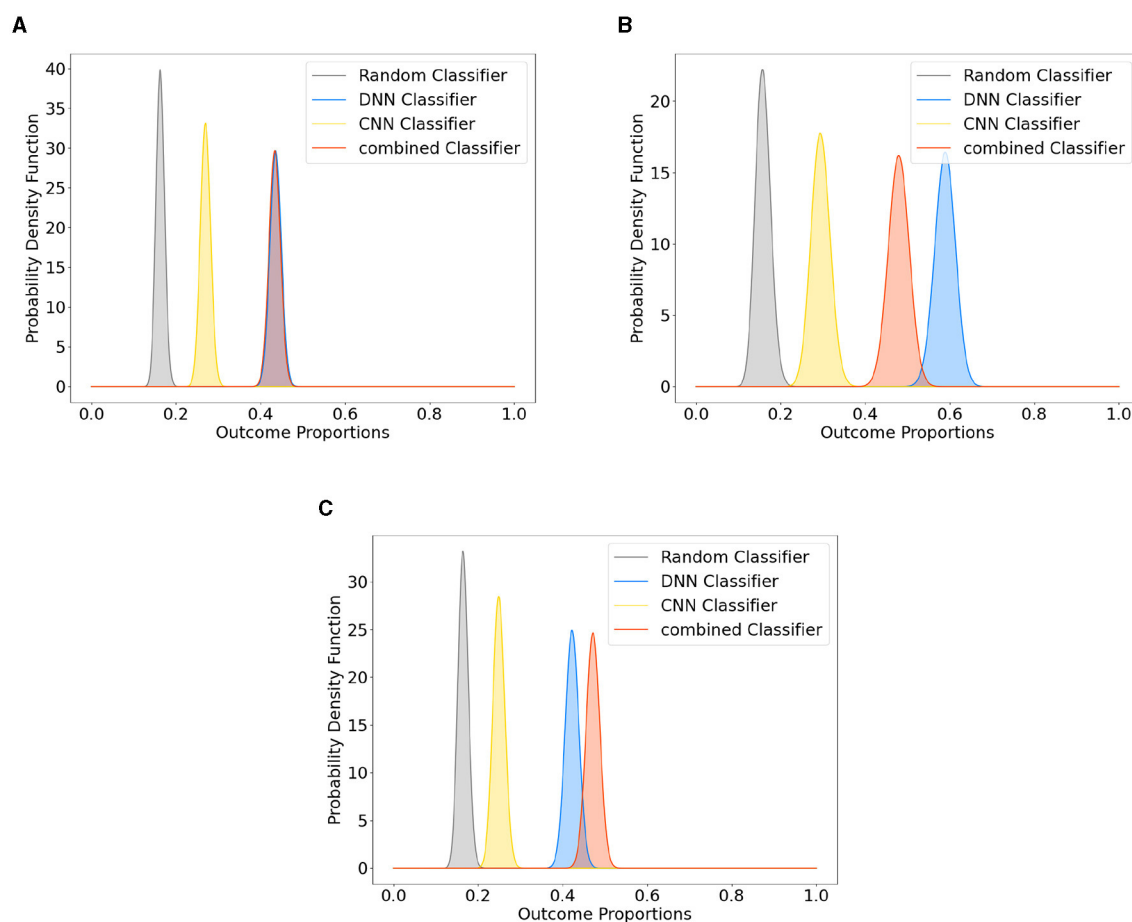 A
Probability Density Function
40
35
30
25
20
15
10
5
0
0.0 0.2 0.4 0.6 0.8 1.0
Outcome Proportions
Random Classifier
DNN Classifier
CNN Classifier
combined Classifier
B
Probability Density Function
20
15
10
5
0
0.0 0.2 0.4 0.6 0.8 1.0
Outcome Proportions
Random Classifier
DNN Classifier
CNN Classifier
combined Classifier
C
Probability Density Function
30
25
20
15
10
5
0
0.0 0.2 0.4 0.6 0.8 1.0
Outcome Proportions
Random Classifier
DNN Classifier
CNN Classifier
combined Classifier